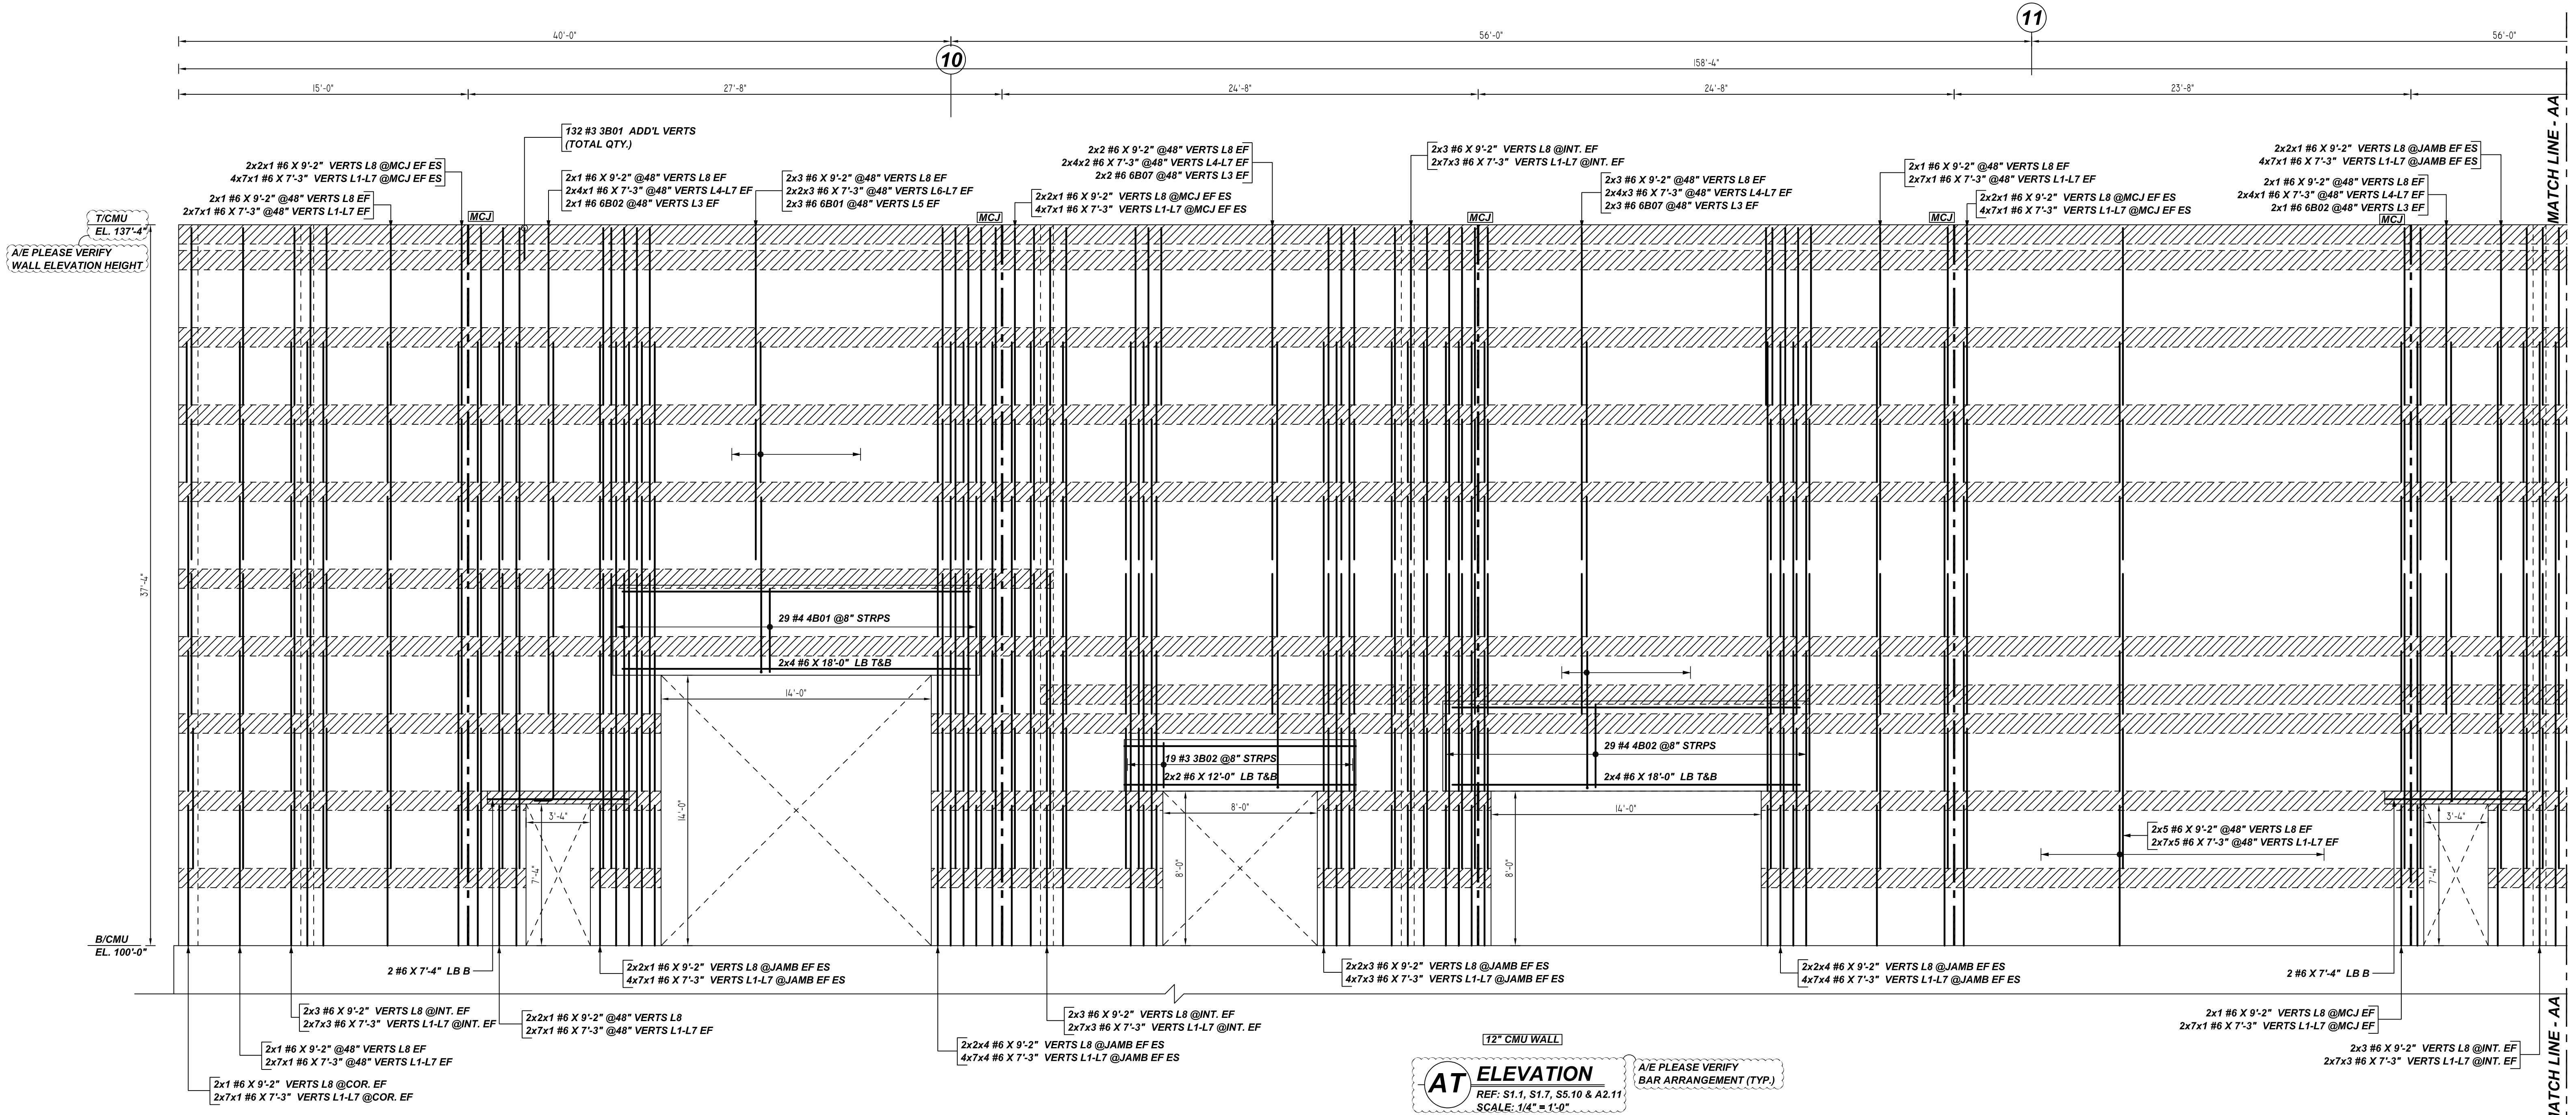 11
40'-0"
56'-0"
56'-0"
10
158'-4"
15'-0"
27'-8"
24'-8"
24'-8"
23'-8"
MATCH LINE - AA
132 #3 3B01 ADD'L VERTS
(TOTAL QTY.)
2x2x1 #6 X 9'-2" VERTS L8 @MCJ EF ES
4x7x1 #6 X 7'-3" VERTS L1-L7 @MCJ EF ES
2x1 #6 X 9'-2" @48" VERTS L8 EF
2x7x1 #6 X 7'-3" @48" VERTS L1-L7 EF
2x1 #6 X 9'-2" @48" VERTS L8 EF
2x4x1 #6 X 7'-3" @48" VERTS L4-L7 EF
2x1 #6 6B02 @48" VERTS L3 EF
2x3 #6 X 9'-2" @48" VERTS L8 EF
2x2x3 #6 X 7'-3" @48" VERTS L6-L7 EF
2x3 #6 6B01 @48" VERTS L5 EF
2x2 #6 X 9'-2" @48" VERTS L8 EF
2x4x2 #6 X 7'-3" @48" VERTS L4-L7 EF
2x2 #6 6B07 @48" VERTS L3 EF
2x2x1 #6 X 9'-2" VERTS L8 @MCJ EF ES
4x7x1 #6 X 7'-3" VERTS L1-L7 @MCJ EF ES
2x3 #6 X 9'-2" VERTS L8 @INT. EF
2x7x3 #6 X 7'-3" VERTS L1-L7 @INT. EF
2x3 #6 X 9'-2" @48" VERTS L8 EF
2x4x3 #6 X 7'-3" @48" VERTS L4-L7 EF
2x3 #6 6B07 @48" VERTS L3 EF
2x1 #6 X 9'-2" @48" VERTS L8 EF
2x7x1 #6 X 7'-3" @48" VERTS L1-L7 EF
2x2x1 #6 X 9'-2" VERTS L8 @MCJ EF ES
4x7x1 #6 X 7'-3" VERTS L1-L7 @MCJ EF ES
2x2x1 #6 X 9'-2" VERTS L8 @JAMB EF ES
4x7x1 #6 X 7'-3" VERTS L1-L7 @JAMB EF ES
2x1 #6 X 9'-2" @48" VERTS L8 EF
2x4x1 #6 X 7'-3" @48" VERTS L4-L7 EF
2x1 #6 6B02 @48" VERTS L3 EF
MCJ
MCJ
MCJ
MCJ
MCJ
T/CMU
EL. 137'-4"
A/E PLEASE VERIFY
WALL ELEVATION HEIGHT
37'-4"
29 #4 4B01 @8" STRPS
2x4 #6 X 18'-0" LB T&B
14'-0"
14'-0"
19 #3 3B02 @8" STRPS
2x2 #6 X 12'-0" LB T&B
8'-0"
8'-0"
29 #4 4B02 @8" STRPS
2x4 #6 X 18'-0" LB T&B
14'-0"
8'-0"
3'-4"
7'-4"
2x5 #6 X 9'-2" @48" VERTS L8 EF
2x7x5 #6 X 7'-3" @48" VERTS L1-L7 EF
3'-4"
7'-4"
B/CMU
EL. 100'-0"
2 #6 X 7'-4" LB B
2x2x1 #6 X 9'-2" VERTS L8 @JAMB EF ES
4x7x1 #6 X 7'-3" VERTS L1-L7 @JAMB EF ES
2x2x3 #6 X 9'-2" VERTS L8 @JAMB EF ES
4x7x3 #6 X 7'-3" VERTS L1-L7 @JAMB EF ES
2x2x4 #6 X 9'-2" VERTS L8 @JAMB EF ES
4x7x4 #6 X 7'-3" VERTS L1-L7 @JAMB EF ES
2 #6 X 7'-4" LB B
2x3 #6 X 9'-2" VERTS L8 @INT. EF
2x7x3 #6 X 7'-3" VERTS L1-L7 @INT. EF
2x2x1 #6 X 9'-2" @48" VERTS L8
2x7x1 #6 X 7'-3" @48" VERTS L1-L7 EF
2x3 #6 X 9'-2" VERTS L8 @INT. EF
2x7x3 #6 X 7'-3" VERTS L1-L7 @INT. EF
2x1 #6 X 9'-2" VERTS L8 @MCJ EF
2x7x1 #6 X 7'-3" VERTS L1-L7 @MCJ EF
2x1 #6 X 9'-2" @48" VERTS L8 EF
2x7x1 #6 X 7'-3" @48" VERTS L1-L7 EF
2x2x4 #6 X 9'-2" VERTS L8 @JAMB EF ES
4x7x4 #6 X 7'-3" VERTS L1-L7 @JAMB EF ES
2x3 #6 X 9'-2" VERTS L8 @INT. EF
2x7x3 #6 X 7'-3" VERTS L1-L7 @INT. EF
2x1 #6 X 9'-2" VERTS L8 @COR. EF
2x7x1 #6 X 7'-3" VERTS L1-L7 @COR. EF
12" CMU WALL
AT
ELEVATION
REF: S1.1, S1.7, S5.10 & A2.11
SCALE: 1/4" = 1'-0"
A/E PLEASE VERIFY
BAR ARRANGEMENT (TYP.)
MATCH LINE - AA